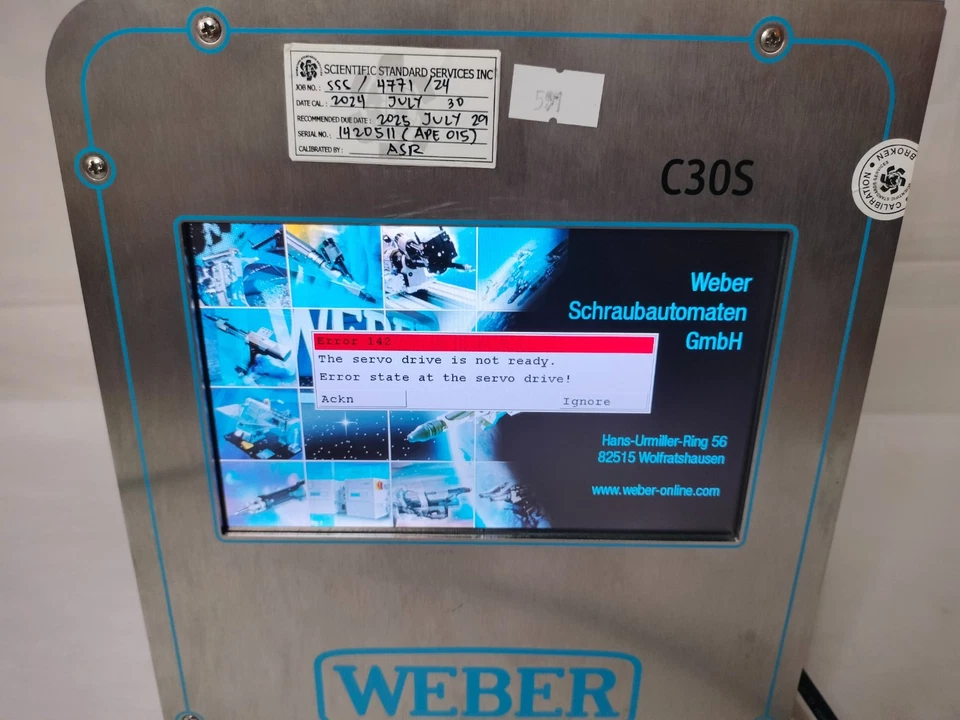 SCIENTIFIC STANDARD SERVICES INC
JOB NO.: SSC / 4771 / 24
DATE CAL.: 2024 JULY 30
RECOMMENDED DUE DATE: 2025 JULY 29
SERIAL NO.: 1420511 (APE 015)
CALIBRATED BY: ASR
591
C30S
BROKEN
CALIBRATION
Weber
Schraubautomaten
GmbH
WEBER
Error 142
The servo drive is not ready.
Error state at the servo drive!
Ackn
Ignore
Hans-Urmiller-Ring 56
82515 Wolfratshausen
www.weber-online.com
WEBER